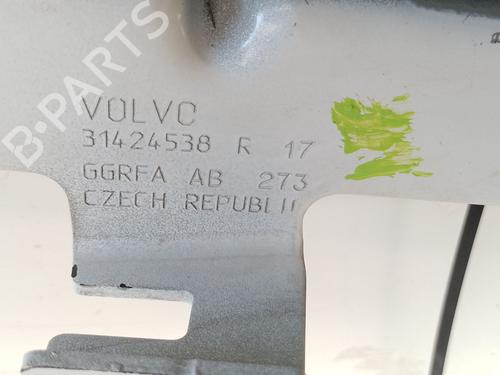 B-PARTS
VOLVO
31424538 R 17
GGRFA AB 273
CZECH REPUBLI